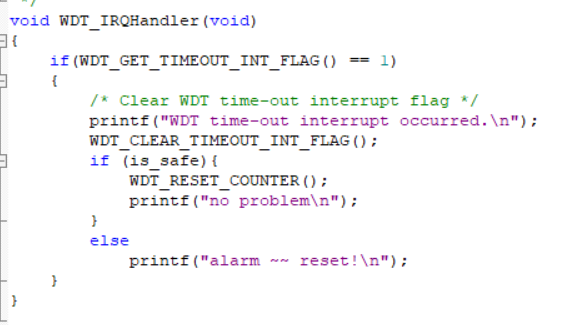 */
void WDT_IRQHandler(void)
{
    if(WDT_GET_TIMEOUT_INT_FLAG() == 1)
    {
        /* Clear WDT time-out interrupt flag */
        printf("WDT time-out interrupt occurred.\n");
        WDT_CLEAR_TIMEOUT_INT_FLAG();
        if (is_safe){
            WDT_RESET_COUNTER();
            printf("no problem\n");
        }
        else
            printf("alarm ~~ reset!\n");
    }
}